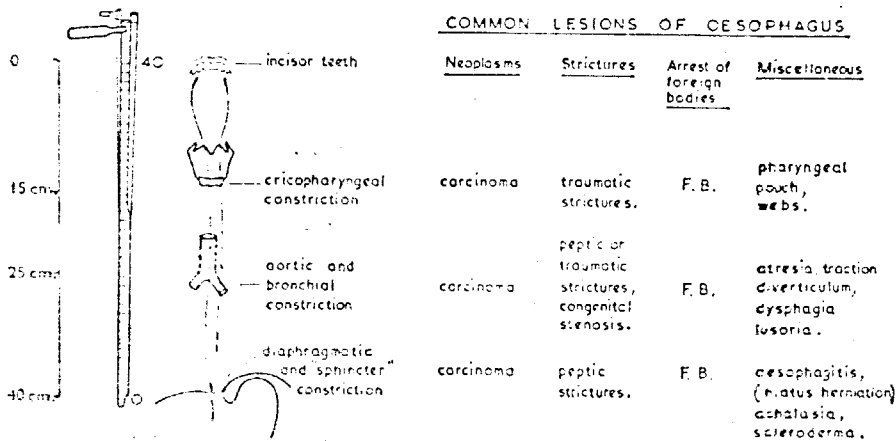 COMMON LESIONS OF OESOPHAGUS
0
40
incisor teeth
Neoplasms
Strictures
Arrest of
foreign
bodies
Miscellaneous
15 cm.
cricopharyngeal
constriction
carcinoma
traumatic
strictures.
F. B.
pharyngeal
pouch,
webs.
25 cm.
aortic and
bronchial
constriction
carcinoma
peptic or
traumatic
strictures,
congenital
stenosis.
F. B.
atresia, traction
diverticulum,
dysphagia
lusoria.
40 cm.
0
diaphragmatic
and "sphincter"
constriction
carcinoma
peptic
strictures.
F. B.
oesophagitis,
(hiatus herniation)
achalasia,
scleroderma.